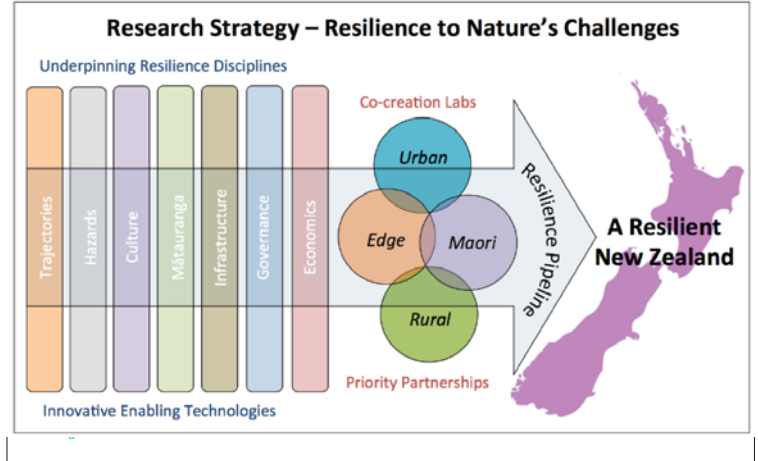 Research Strategy – Resilience to Nature's Challenges
Underpinning Resilience Disciplines
Trajectories
Hazards
Culture
Mātauranga
Infrastructure
Governance
Economics
Innovative Enabling Technologies
Co-creation Labs
Urban
Edge
Maori
Rural
Priority Partnerships
Resilience Pipeline
A Resilient
New Zealand